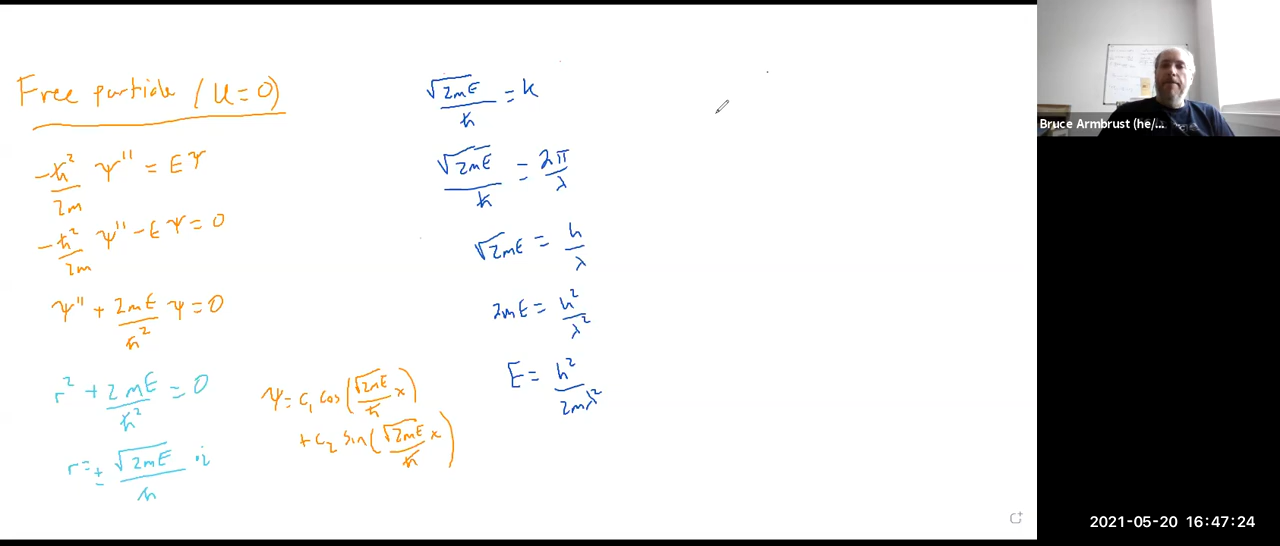 Free particle (U=0)
-ħ²/2m ψ'' = Eψ
-ħ²/2m ψ'' - Eψ = 0
ψ'' + 2mE/ħ² ψ = 0
r² + 2mE/ħ² = 0
r = ± √2mE/ħ i
ψ = c₁ cos(√2mE/ħ x)
+ c₂ sin(√2mE/ħ x)
√2mE/ħ = k
√2mE/ħ = 2π/λ
√2mE = h/λ
2mE = h²/λ²
E = h²/2mλ²
Bruce Armbrust (he/...
2021-05-20 16:47:24